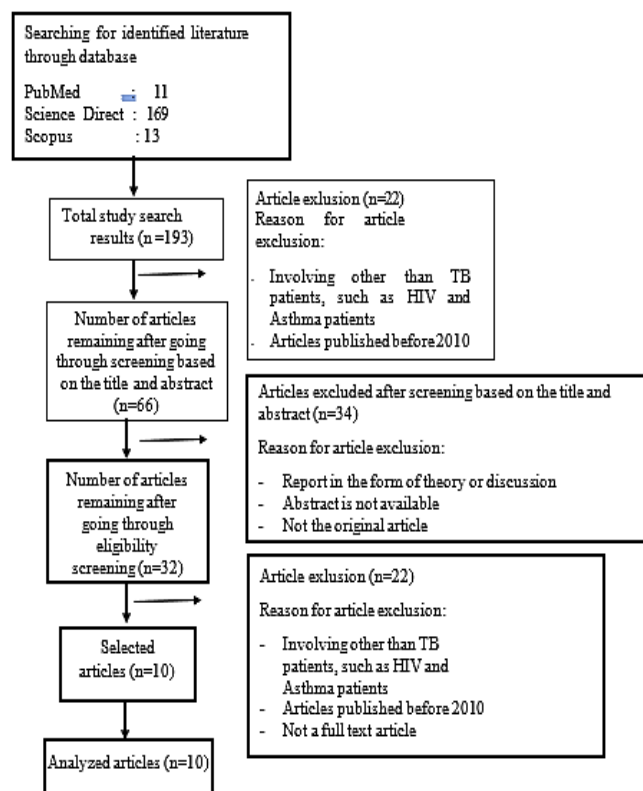 Searching for identified literature
through database
PubMed : 11
Science Direct : 169
Scopus : 13
Total study search
results (n =193)
Article exlusion (n=22)
Reason for article
exclusion:
- Involving other than TB
patients, such as HIV and
Asthma patients
- Articles published before 2010
Number of articles
remaining after going
through screening based
on the title and abstract
(n=66)
Articles excluded after screening based on the title and
abstract (n=34)
Reason for article exclusion:
- Report in the form of theory or discussion
- Abstract is not available
- Not the original article
Number of articles
remaining after
going through
eligibility
screening (n=32)
Article exlusion (n=22)
Reason for article exclusion:
- Involving other than TB
patients, such as HIV and
Asthma patients
- Articles published before 2010
- Not a full text article
Selected
articles (n=10)
Analyzed articles (n=10)